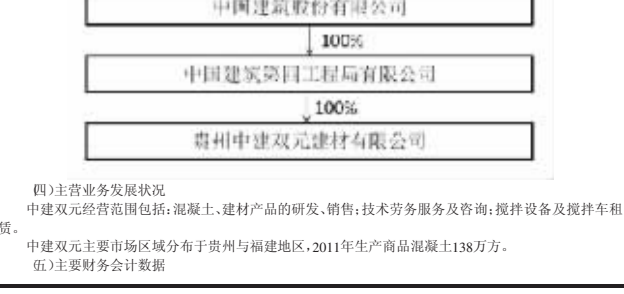 中国建筑股份有限公司
100%
中国建筑第四工程局有限公司
100%
贵州中建双元建材有限公司
(四)主营业务发展状况
中建双元经营范围包括:混凝土、建材产品的研发、销售;技术劳务服务及咨询;搅拌设备及搅拌车租
赁。
中建双元主要市场区域分布于贵州与福建地区,2011年生产商品混凝土138万方。
(五)主要财务会计数据